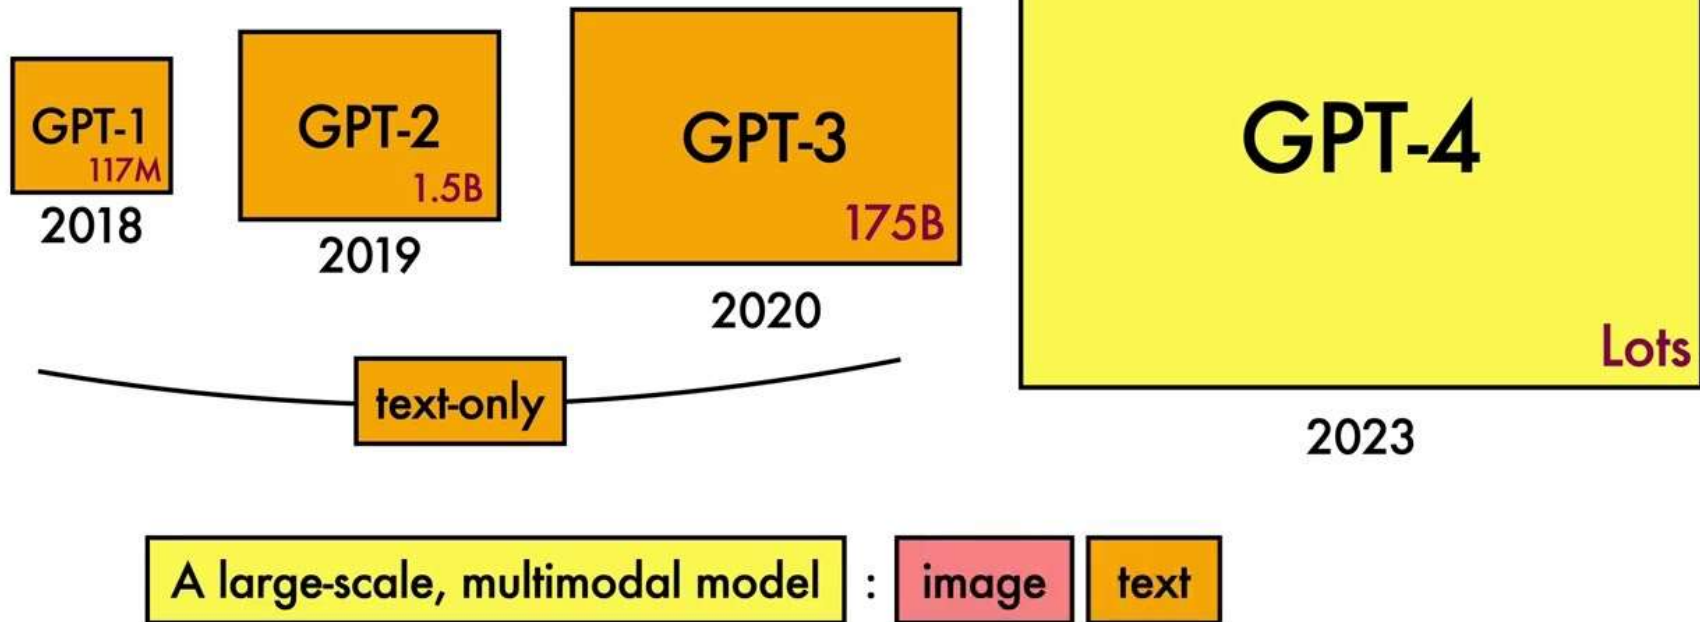 GPT-1
117M
2018
GPT-2
1.5B
2019
GPT-3
175B
2020
GPT-4
Lots
2023
text-only
A large-scale, multimodal model : image text